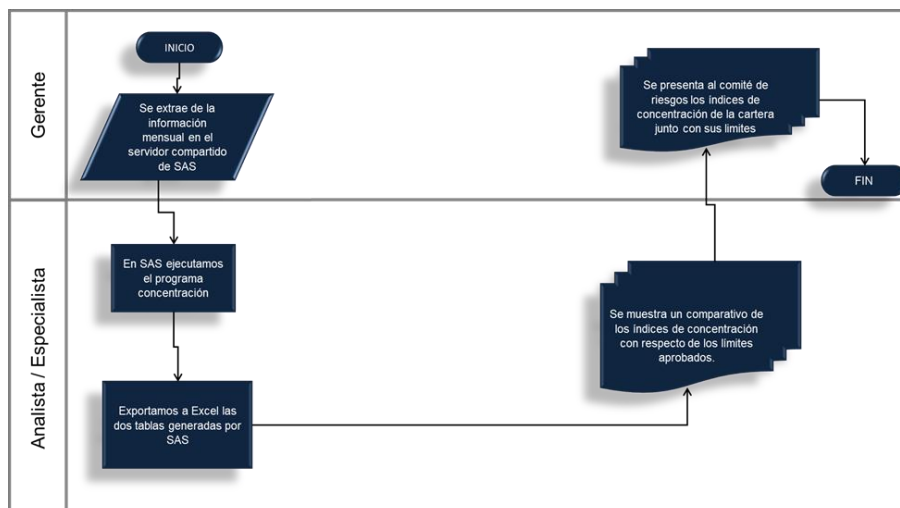 Gerente
INICIO
Se extrae de la
información
mensual en el
servidor compartido
de SAS
Se presenta al comité de
riesgos los índices de
concentración de la cartera
junto con sus limites
FIN
Analista / Especialista
En SAS ejecutamos
el programa
concentración
Exportamos a Excel las
dos tablas generadas por
SAS
Se muestra un comparativo de
los índices de concentración
con respecto de los límites
aprobados.